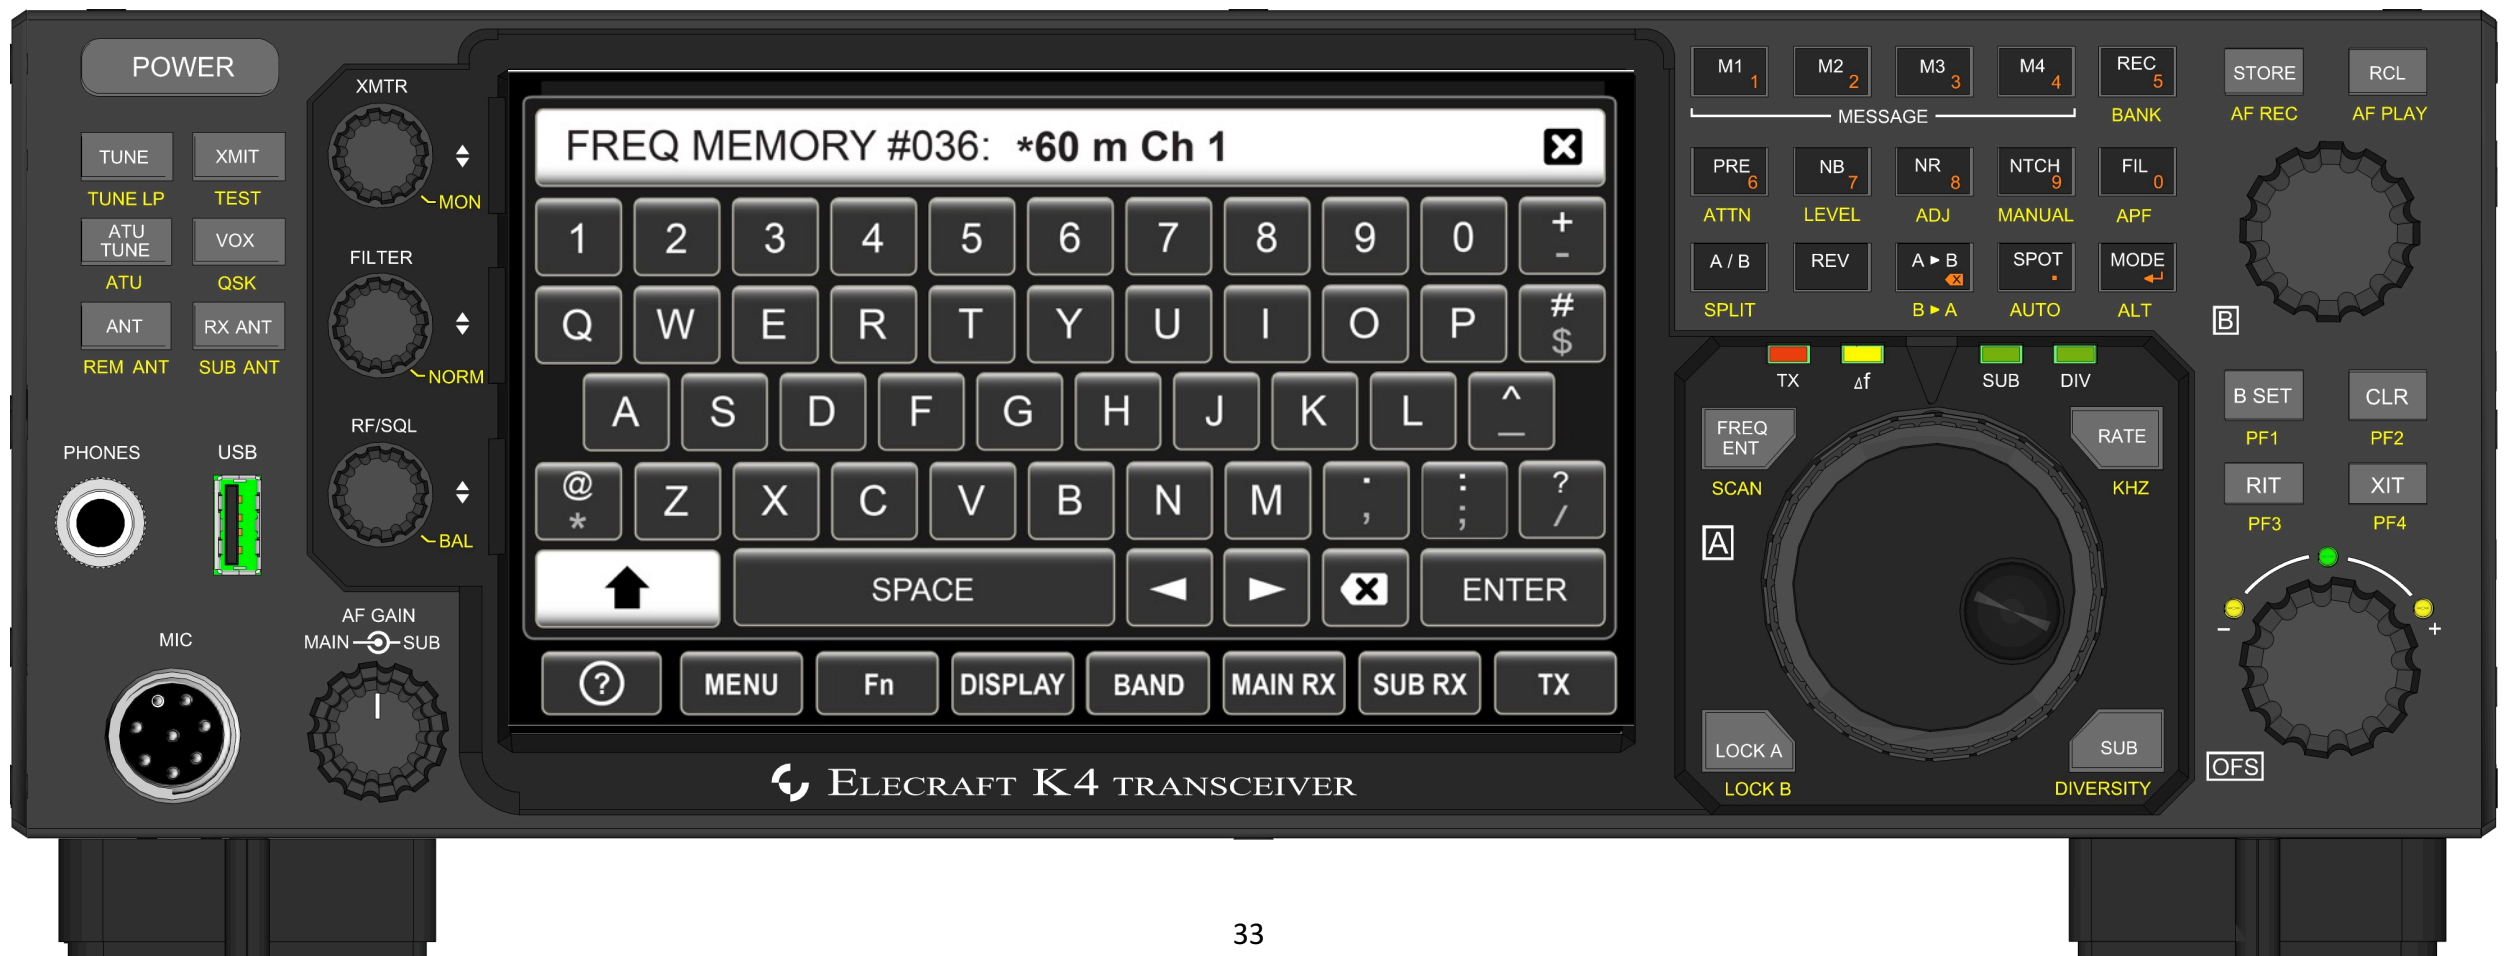 POWER
TUNE
XMIT
TUNE LP
TEST
ATU
TUNE
VOX
ATU
QSK
ANT
RX ANT
REM ANT
SUB ANT
PHONES
USB
MIC
XMTR
MON
FILTER
NORM
RF/SQL
BAL
AF GAIN
MAIN
SUB
FREQ MEMORY #036: *60 m Ch 1
1 2 3 4 5 6 7 8 9 0 + -
Q W E R T Y U I O P # $
A S D F G H J K L ^ _
@ * Z X C V B N M . , : ; ? /
SPACE ENTER
? MENU Fn DISPLAY BAND MAIN RX SUB RX TX
ELECRAFT K4 TRANSCEIVER
M1 1 M2 2 M3 3 M4 4 REC 5
MESSAGE BANK
PRE 6 NB 7 NR 8 NTCH 9 FIL 0
ATTN LEVEL ADJ MANUAL APF
A / B REV A ► B SPOT . MODE
SPLIT B ► A AUTO ALT
TX Δf SUB DIV
FREQ
ENT
RATE
SCAN
KHZ
A
LOCK A
SUB
LOCK B
DIVERSITY
STORE
RCL
AF REC
AF PLAY
B
B SET
CLR
PF1
PF2
RIT
XIT
PF3
PF4
- +
OFS
33